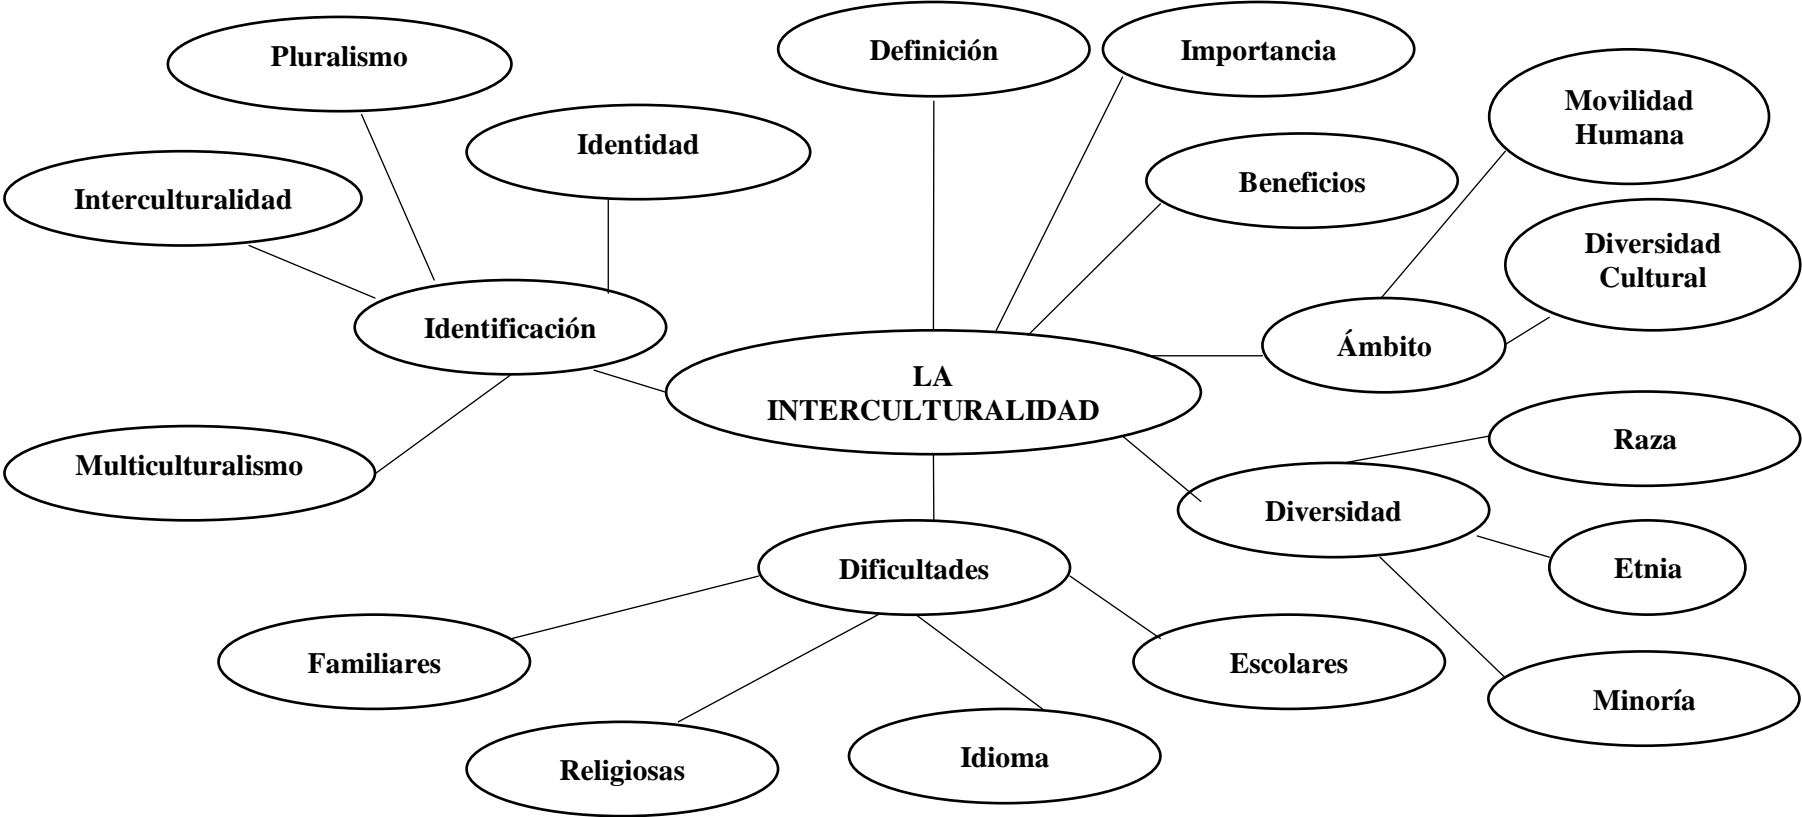 Pluralismo
Definición
Importancia
Movilidad
Humana
Identidad
Beneficios
Interculturalidad
Diversidad
Cultural
Identificación
Ámbito
LA
INTERCULTURALIDAD
Raza
Multiculturalismo
Diversidad
Dificultades
Etnia
Familiares
Escolares
Minoría
Religiosas
Idioma